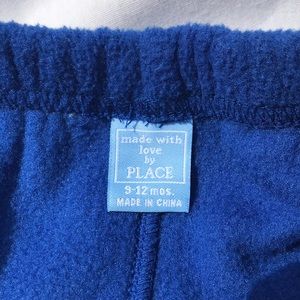 made with
love
by
PLACE
9-12 mos.
MADE IN CHINA